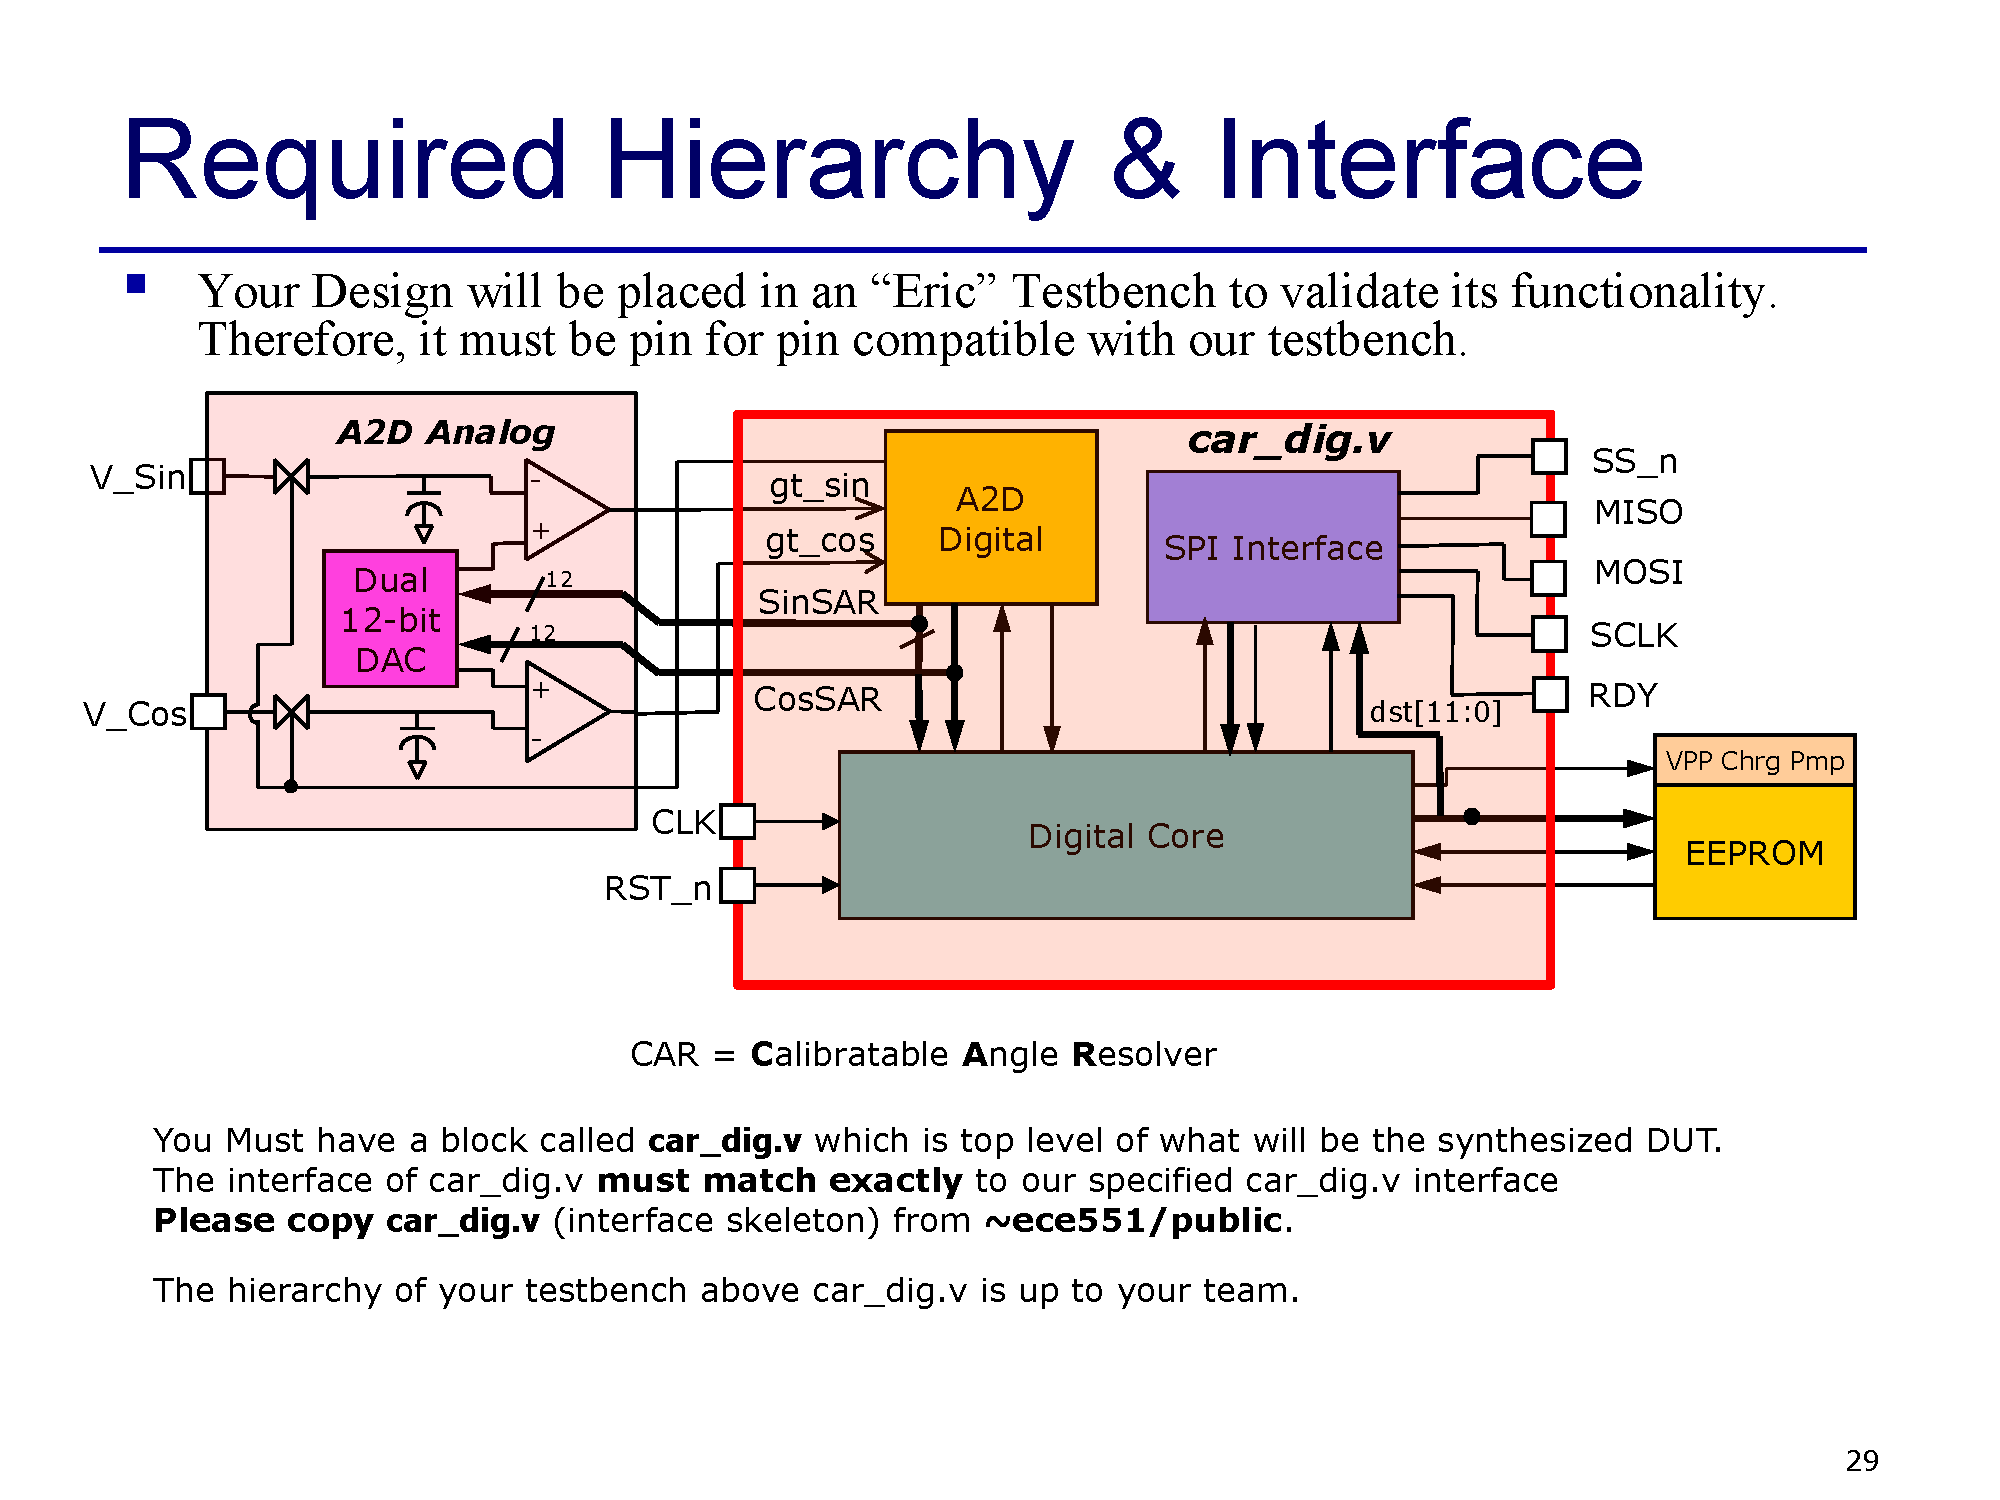 Required Hierarchy & Interface
Your Design will be placed in an “Eric” Testbench to validate its functionality.
Therefore, it must be pin for pin compatible with our testbench.
A2D Analog
V_Sin
-
+
Dual
12-bit
DAC
12
12
+
-
V_Cos
car_dig.v
gt_sin
gt_cos
SinSAR
CosSAR
A2D
Digital
SPI Interface
SS_n
MISO
MOSI
SCLK
RDY
dst[11:0]
CLK
RST_n
Digital Core
VPP Chrg Pmp
EEPROM
CAR = Calibratable Angle Resolver
You Must have a block called car_dig.v which is top level of what will be the synthesized DUT.
The interface of car_dig.v must match exactly to our specified car_dig.v interface
Please copy car_dig.v (interface skeleton) from ~ece551/public.
The hierarchy of your testbench above car_dig.v is up to your team.
29